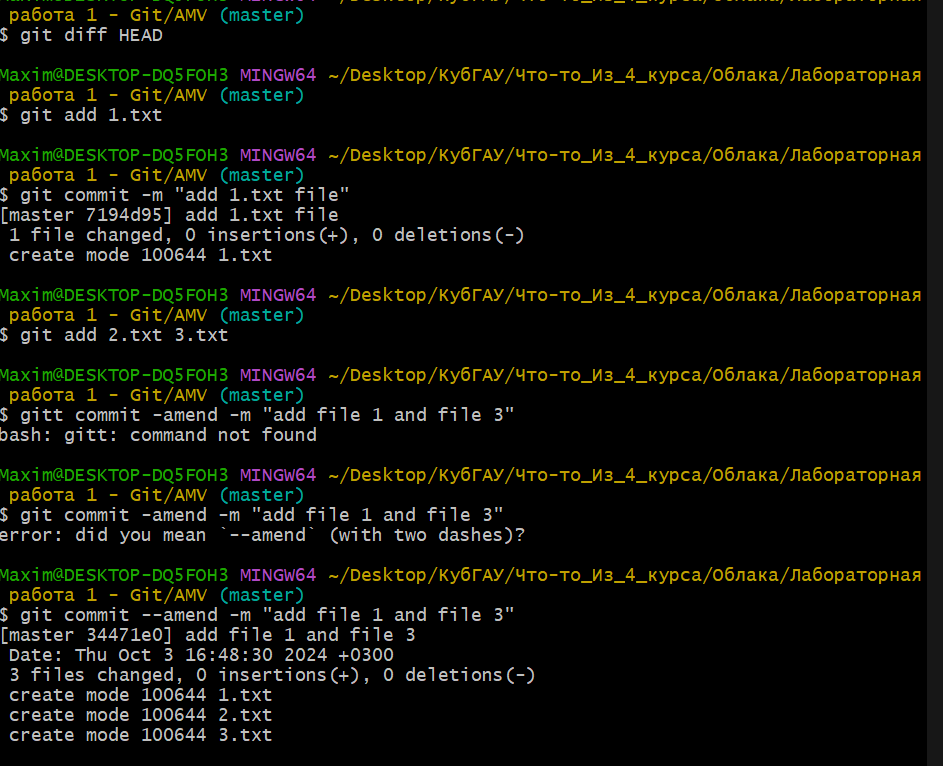 работа 1 - Git/AMV (master)
$ git diff HEAD
Maxim@DESKTOP-DQ5FOH3 MINGW64 ~/Desktop/КубГАУ/Что-то_Из_4_курса/Облака/Лабораторная
работа 1 - Git/AMV (master)
$ git add 1.txt
Maxim@DESKTOP-DQ5FOH3 MINGW64 ~/Desktop/КубГАУ/Что-то_Из_4_курса/Облака/Лабораторная
работа 1 - Git/AMV (master)
$ git commit -m "add 1.txt file"
[master 7194d95] add 1.txt file
1 file changed, 0 insertions(+), 0 deletions(-)
create mode 100644 1.txt
Maxim@DESKTOP-DQ5FOH3 MINGW64 ~/Desktop/КубГАУ/Что-то_Из_4_курса/Облака/Лабораторная
работа 1 - Git/AMV (master)
$ git add 2.txt 3.txt
Maxim@DESKTOP-DQ5FOH3 MINGW64 ~/Desktop/КубГАУ/Что-то_Из_4_курса/Облака/Лабораторная
работа 1 - Git/AMV (master)
$ gitt commit -amend -m "add file 1 and file 3"
bash: gitt: command not found
Maxim@DESKTOP-DQ5FOH3 MINGW64 ~/Desktop/КубГАУ/Что-то_Из_4_курса/Облака/Лабораторная
работа 1 - Git/AMV (master)
$ git commit -amend -m "add file 1 and file 3"
error: did you mean `--amend` (with two dashes)?
Maxim@DESKTOP-DQ5FOH3 MINGW64 ~/Desktop/КубГАУ/Что-то_Из_4_курса/Облака/Лабораторная
работа 1 - Git/AMV (master)
$ git commit --amend -m "add file 1 and file 3"
[master 34471e0] add file 1 and file 3
Date: Thu Oct 3 16:48:30 2024 +0300
3 files changed, 0 insertions(+), 0 deletions(-)
create mode 100644 1.txt
create mode 100644 2.txt
create mode 100644 3.txt